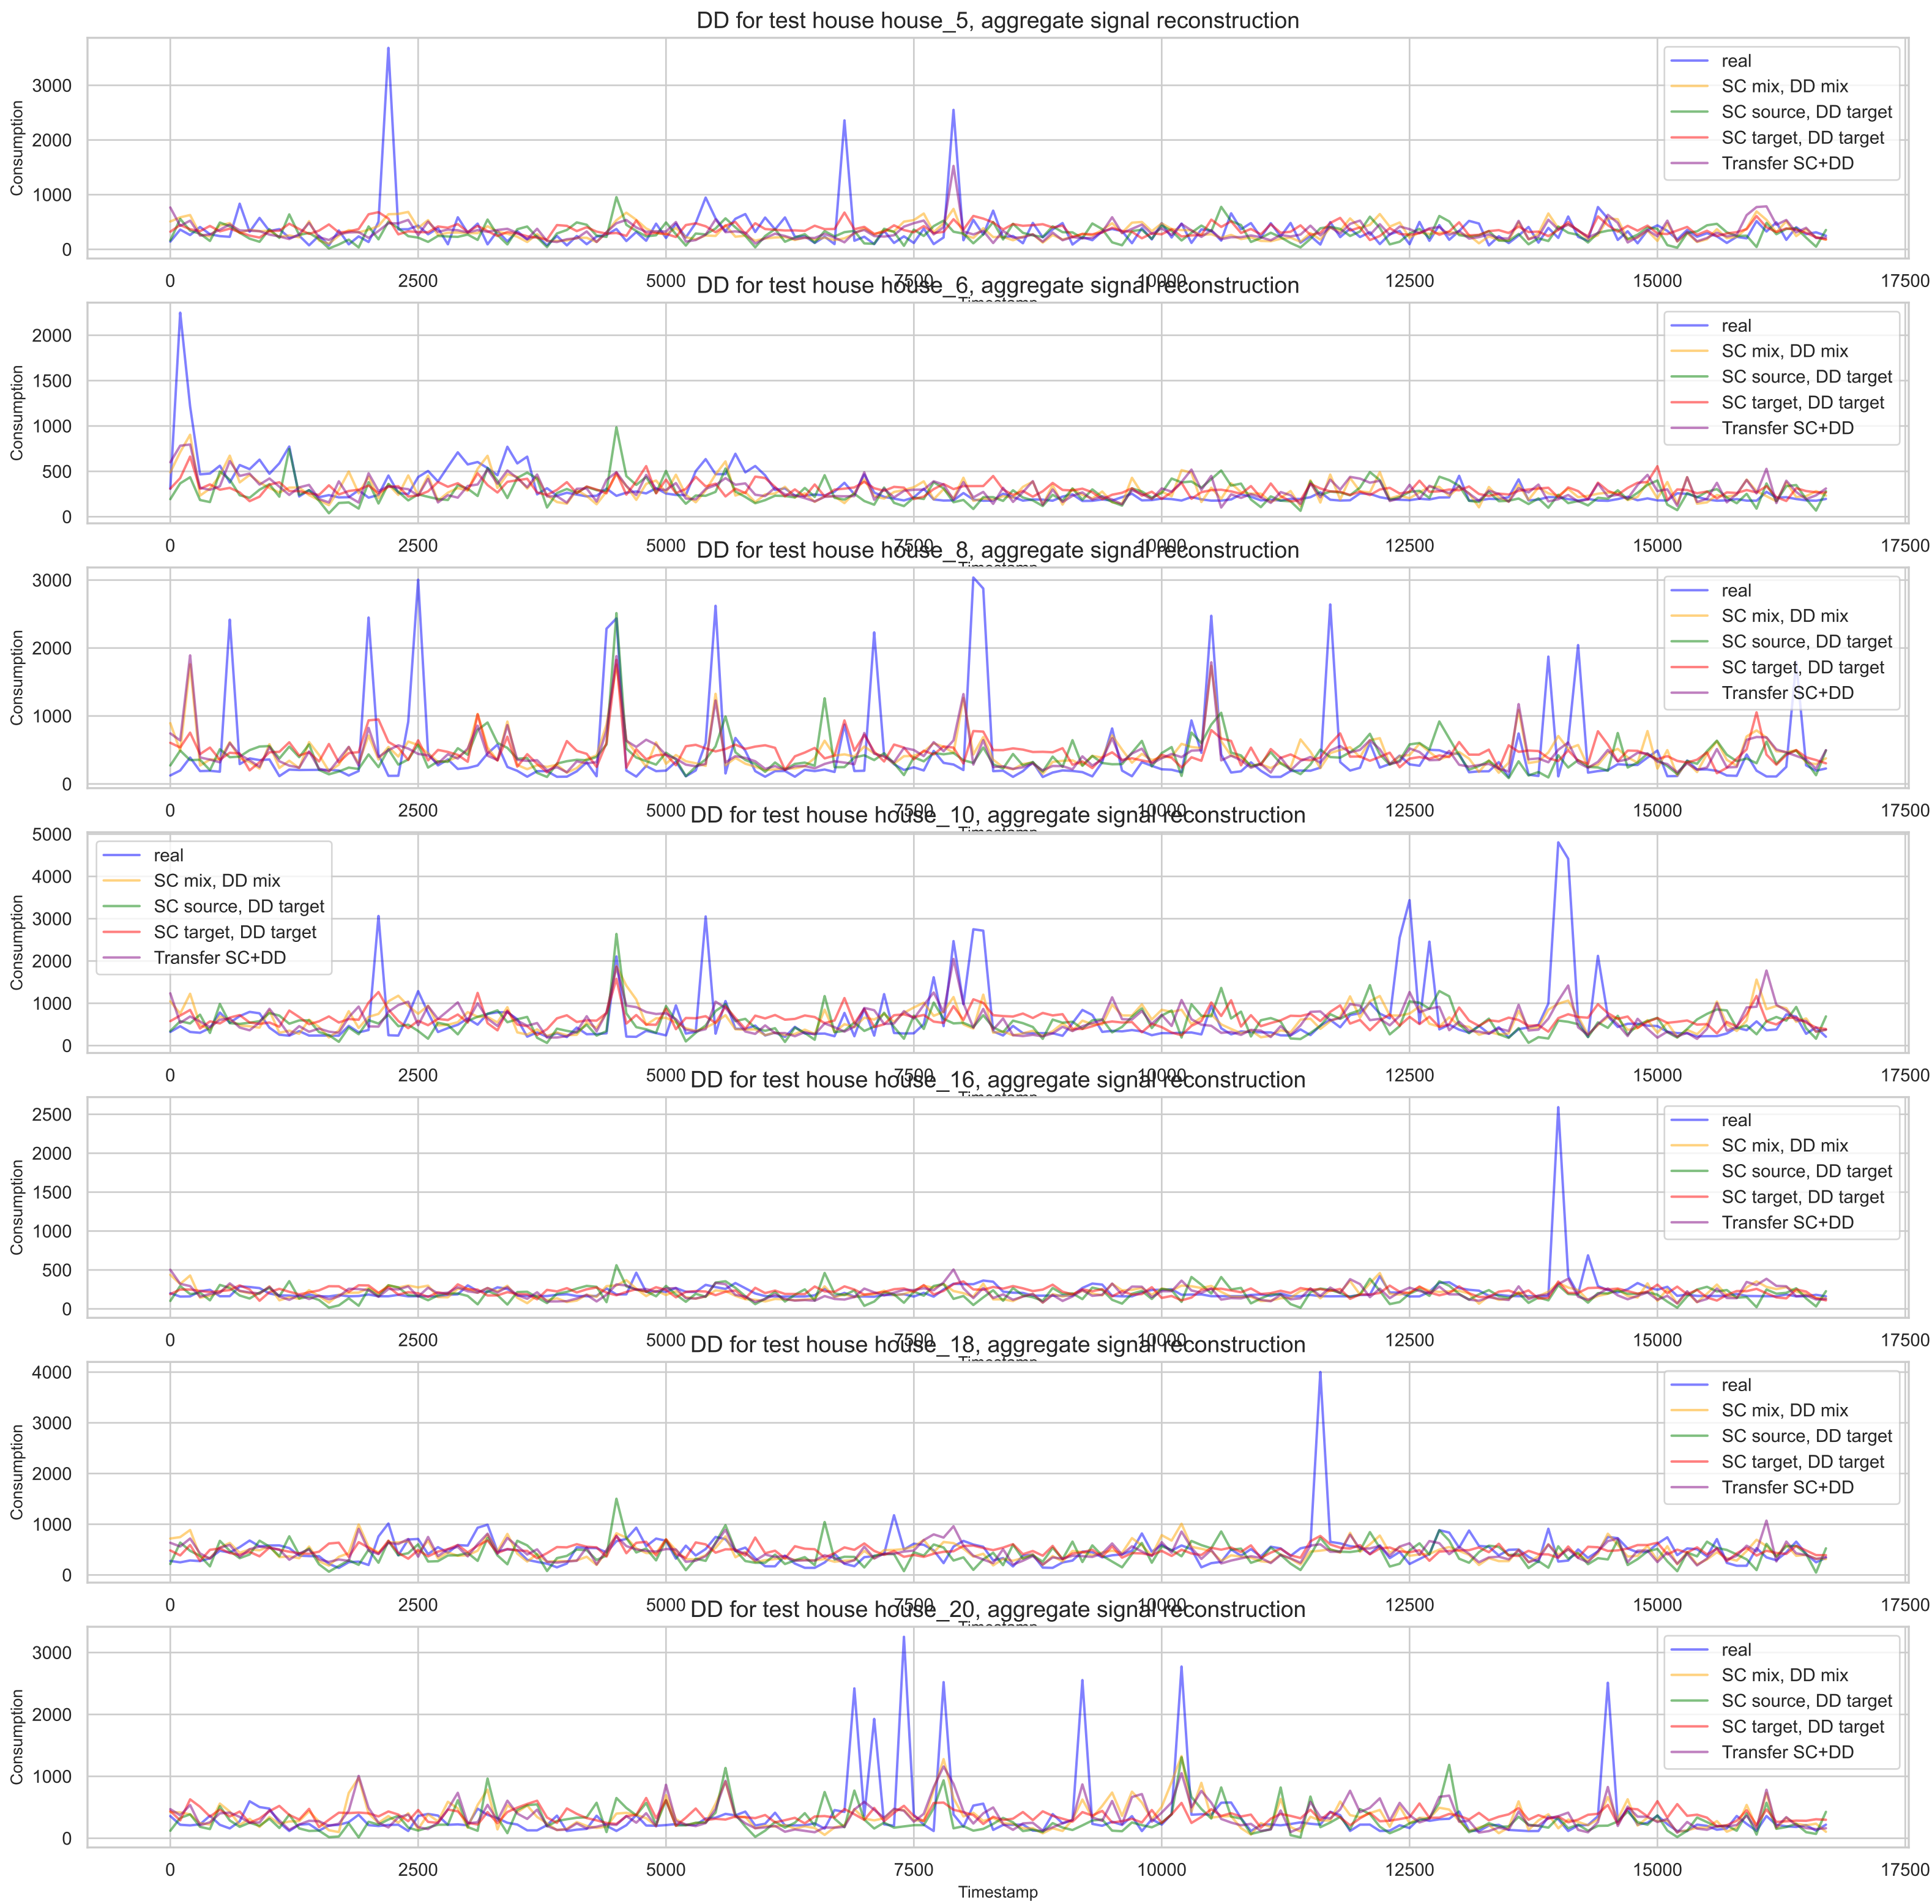 DD for test house house_5, aggregate signal reconstruction
Consumption
3000
2000
1000
0
real
SC mix, DD mix
SC source, DD target
SC target, DD target
Transfer SC+DD
0 2500 5000 7500 10000 12500 15000 17500
Timestamp
DD for test house house_6, aggregate signal reconstruction
Consumption
2000
1500
1000
500
0
real
SC mix, DD mix
SC source, DD target
SC target, DD target
Transfer SC+DD
0 2500 5000 7500 10000 12500 15000 17500
Timestamp
DD for test house house_8, aggregate signal reconstruction
Consumption
3000
2000
1000
0
real
SC mix, DD mix
SC source, DD target
SC target, DD target
Transfer SC+DD
0 2500 5000 7500 10000 12500 15000 17500
Timestamp
DD for test house house_10, aggregate signal reconstruction
Consumption
5000
4000
3000
2000
1000
0
real
SC mix, DD mix
SC source, DD target
SC target, DD target
Transfer SC+DD
0 2500 5000 7500 10000 12500 15000 17500
Timestamp
DD for test house house_16, aggregate signal reconstruction
Consumption
2500
2000
1500
1000
500
0
real
SC mix, DD mix
SC source, DD target
SC target, DD target
Transfer SC+DD
0 2500 5000 7500 10000 12500 15000 17500
Timestamp
DD for test house house_18, aggregate signal reconstruction
Consumption
4000
3000
2000
1000
0
real
SC mix, DD mix
SC source, DD target
SC target, DD target
Transfer SC+DD
0 2500 5000 7500 10000 12500 15000 17500
Timestamp
DD for test house house_20, aggregate signal reconstruction
Consumption
3000
2000
1000
0
real
SC mix, DD mix
SC source, DD target
SC target, DD target
Transfer SC+DD
0 2500 5000 7500 10000 12500 15000 17500
Timestamp